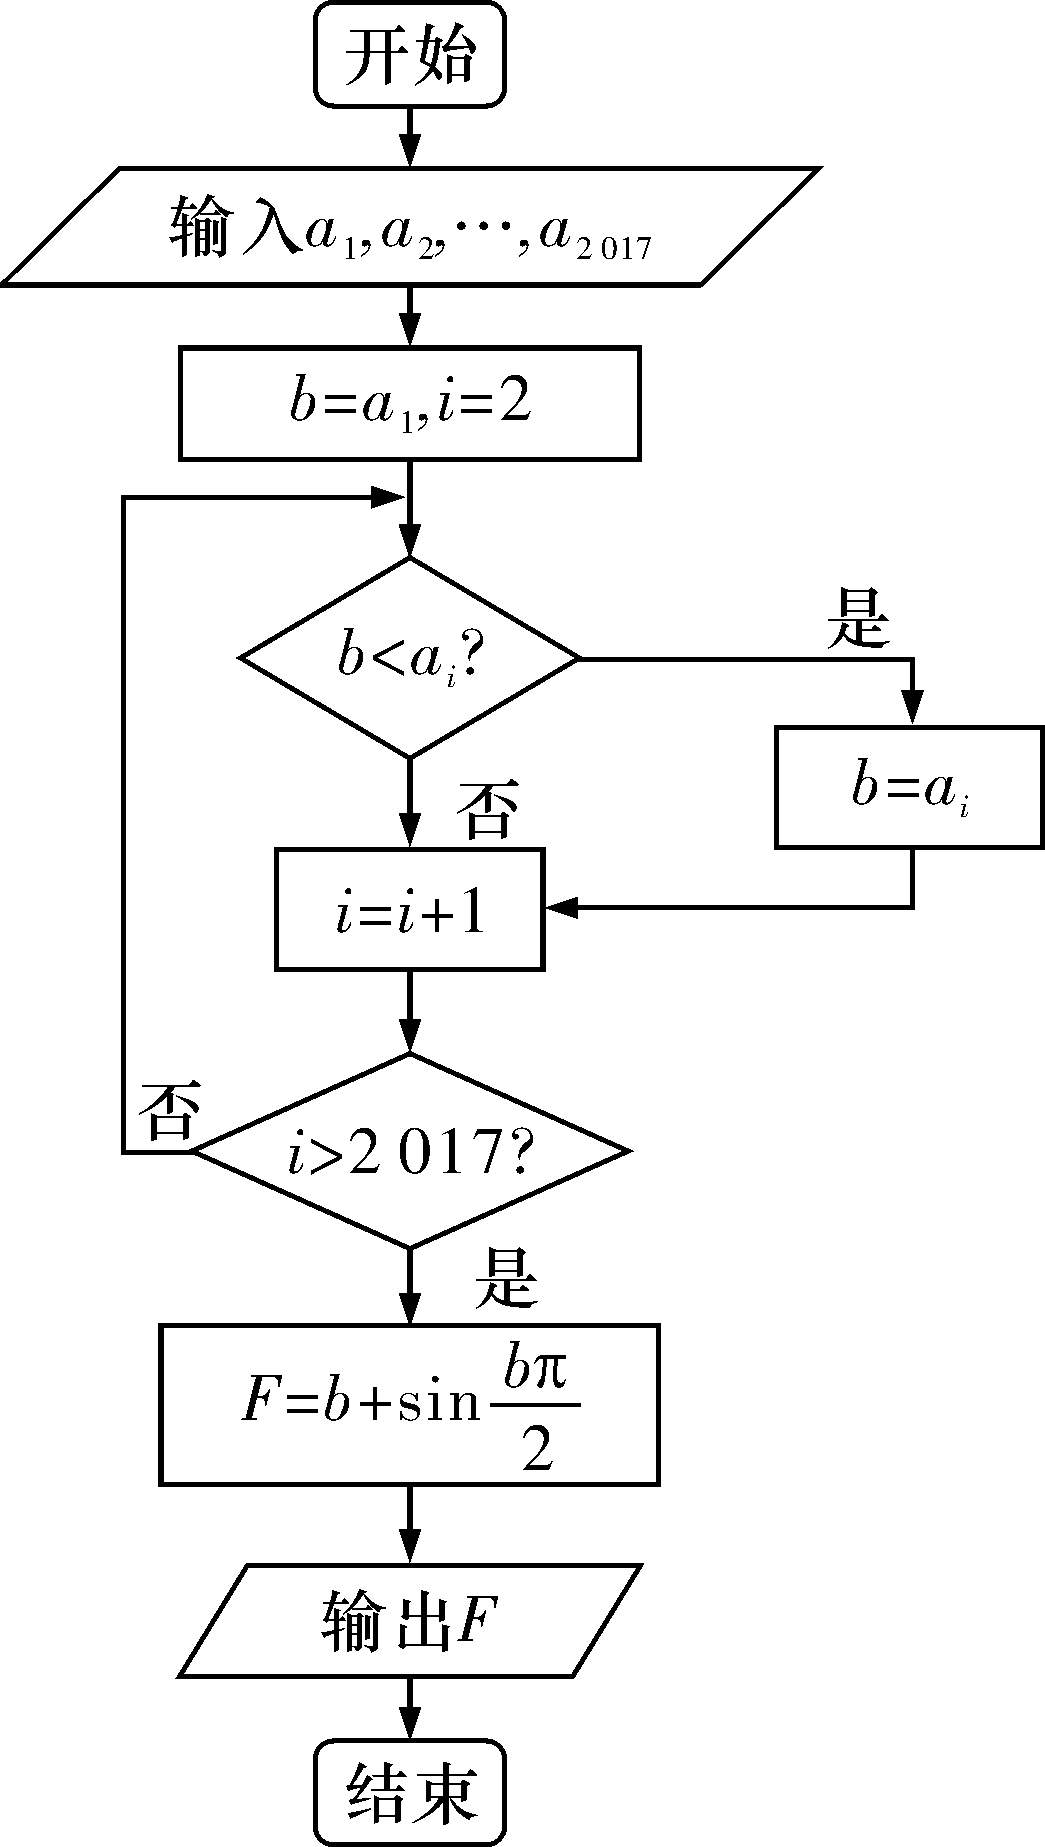 开始
输入a₁,a₂,…,a₂ ₀₁₇
b=a₁,i=2
b<aᵢ?
是
b=aᵢ
否
i=i+1
否
i>2 017?
是
F=b+sin bπ/2
输出F
结束